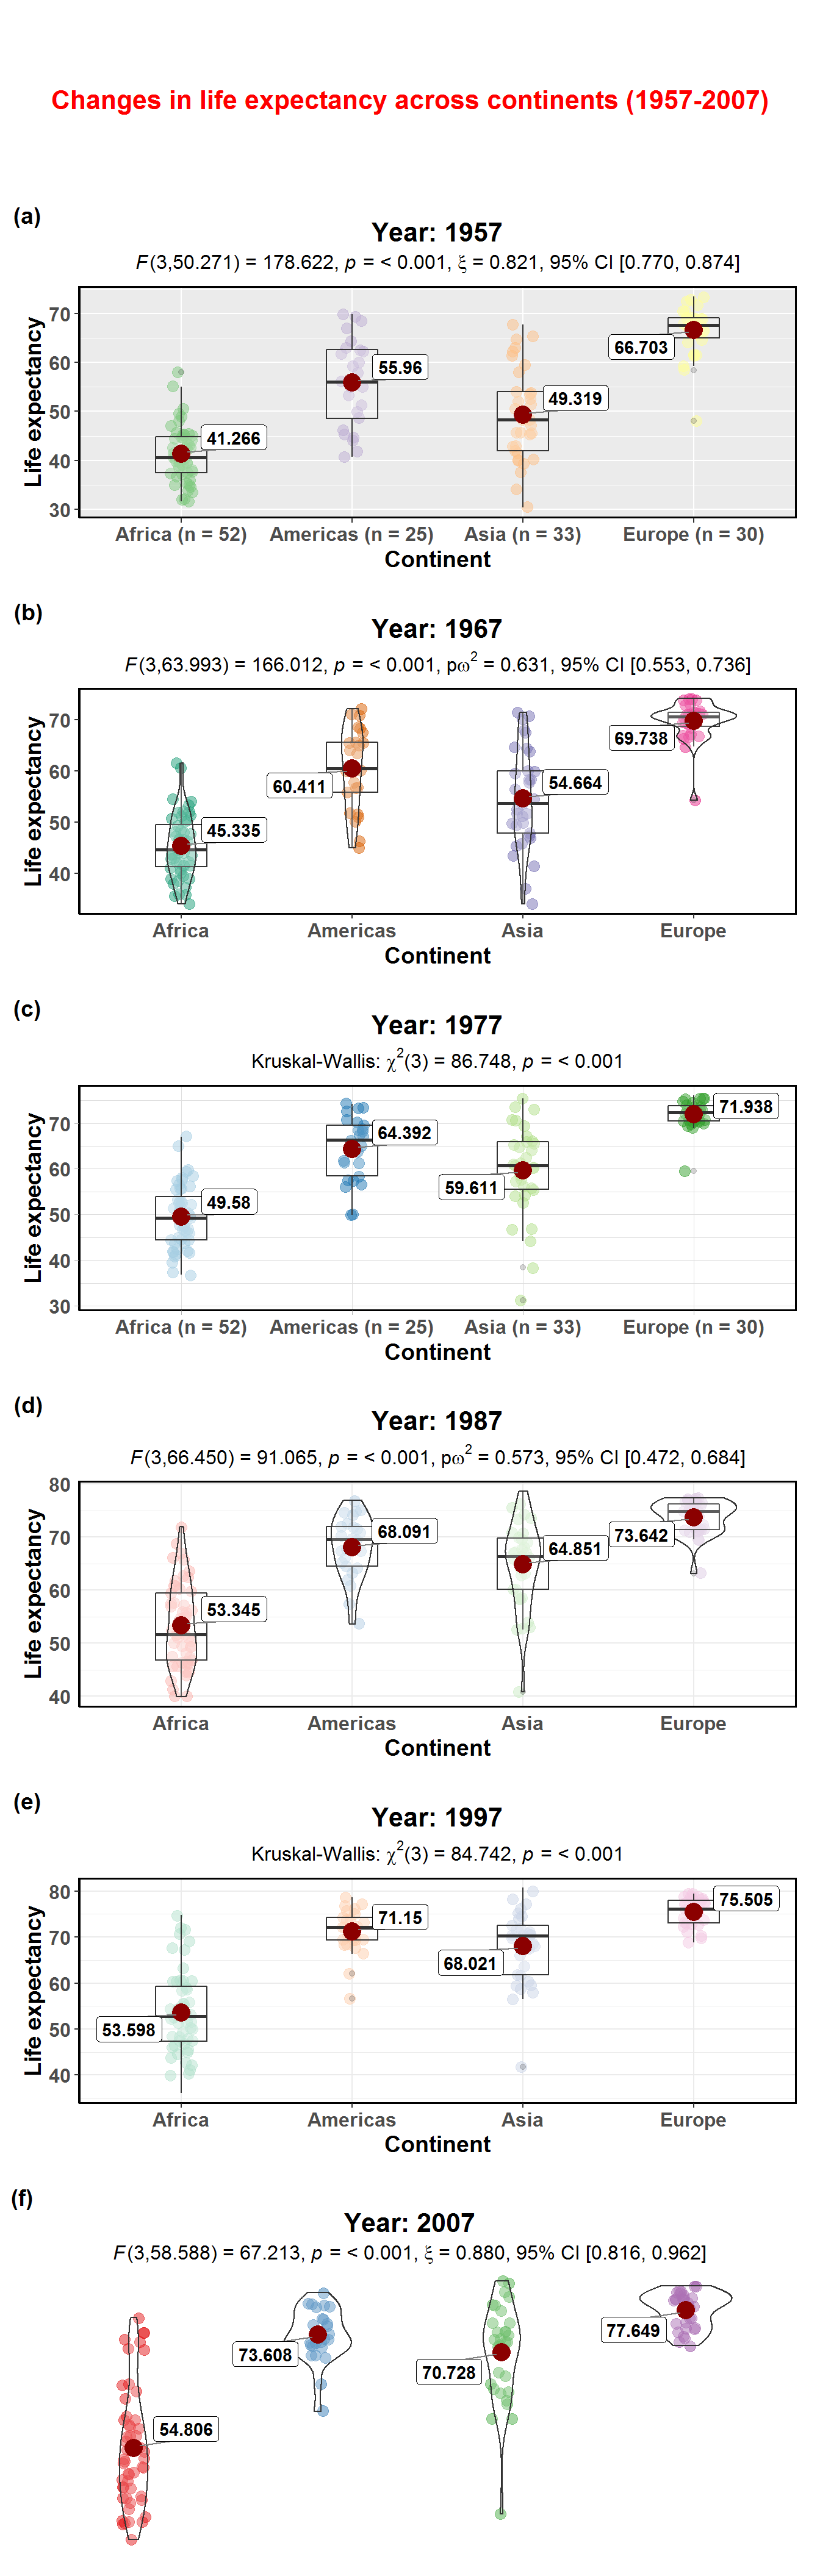 Changes in life expectancy across continents (1957-2007)
(a)
Year: 1957
F(3,50.271) = 178.622, p = < 0.001, ξ = 0.821, 95% CI [0.770, 0.874]
Life expectancy
70
60
50
40
30
41.266
55.96
49.319
66.703
Africa (n = 52) Americas (n = 25) Asia (n = 33) Europe (n = 30)
Continent
(b)
Year: 1967
F(3,63.993) = 166.012, p = < 0.001, pω² = 0.631, 95% CI [0.553, 0.736]
Life expectancy
70
60
50
40
45.335
60.411
54.664
69.738
Africa Americas Asia Europe
Continent
(c)
Year: 1977
Kruskal-Wallis: χ²(3) = 86.748, p = < 0.001
Life expectancy
70
60
50
40
30
49.58
64.392
59.611
71.938
Africa (n = 52) Americas (n = 25) Asia (n = 33) Europe (n = 30)
Continent
(d)
Year: 1987
F(3,66.450) = 91.065, p = < 0.001, pω² = 0.573, 95% CI [0.472, 0.684]
Life expectancy
80
70
60
50
40
53.345
68.091
64.851
73.642
Africa Americas Asia Europe
Continent
(e)
Year: 1997
Kruskal-Wallis: χ²(3) = 84.742, p = < 0.001
Life expectancy
80
70
60
50
40
53.598
71.15
68.021
75.505
Africa Americas Asia Europe
Continent
(f)
Year: 2007
F(3,58.588) = 67.213, p = < 0.001, ξ = 0.880, 95% CI [0.816, 0.962]
54.806
73.608
70.728
77.649